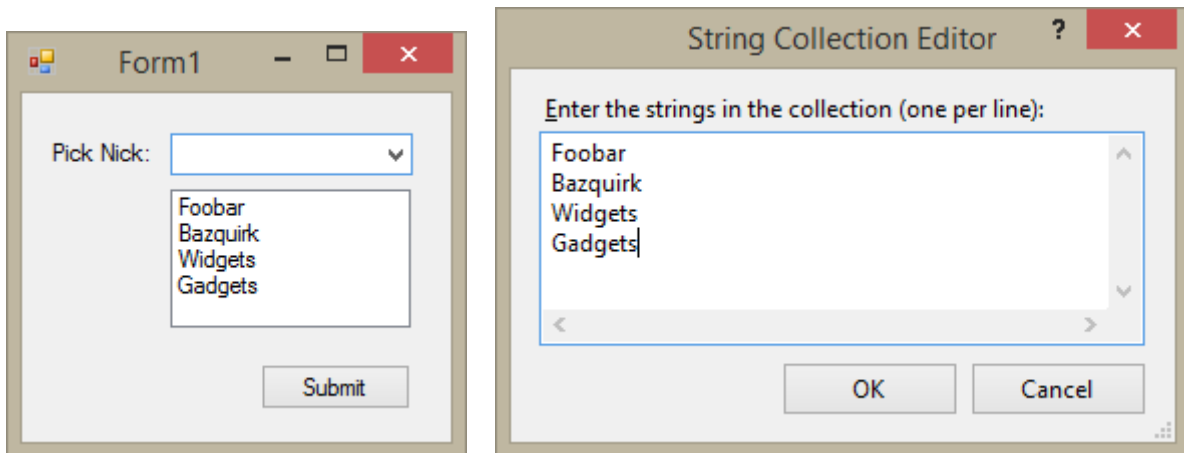 Form1
Pick Nick:
Foobar
Bazquirk
Widgets
Gadgets
Submit
String Collection Editor
?
Enter the strings in the collection (one per line):
Foobar
Bazquirk
Widgets
Gadgets
OK
Cancel